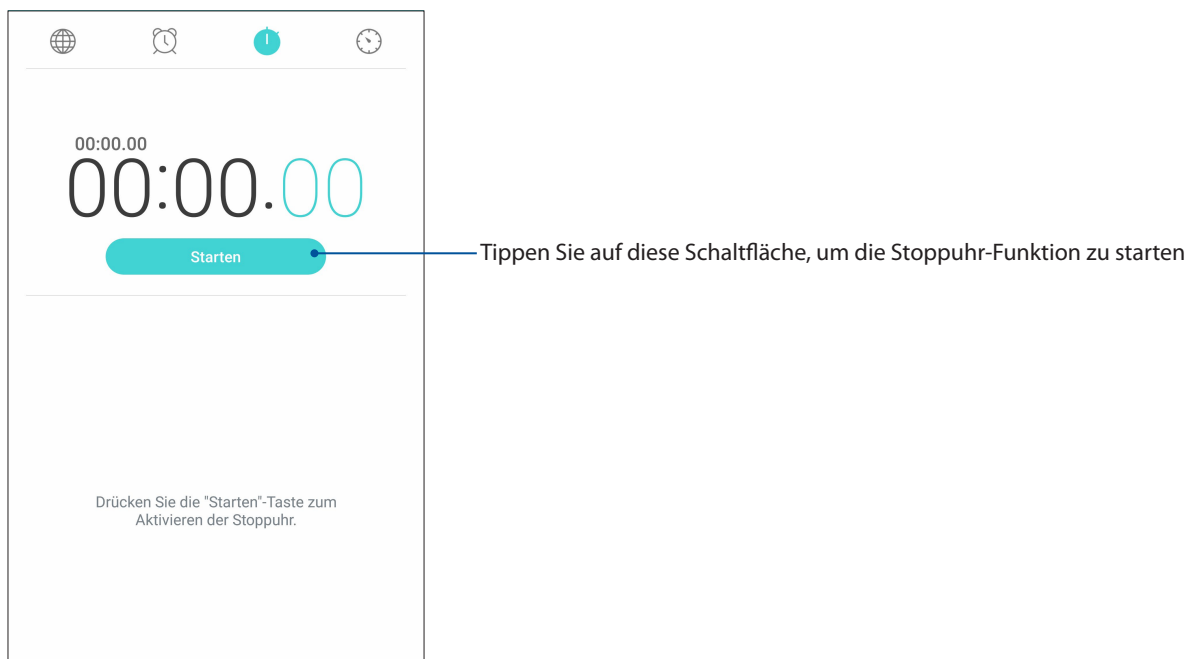 00:00.00
00:00.00
Starten
Tippen Sie auf diese Schaltfläche, um die Stoppuhr-Funktion zu starten
Drücken Sie die "Starten"-Taste zum
Aktivieren der Stoppuhr.